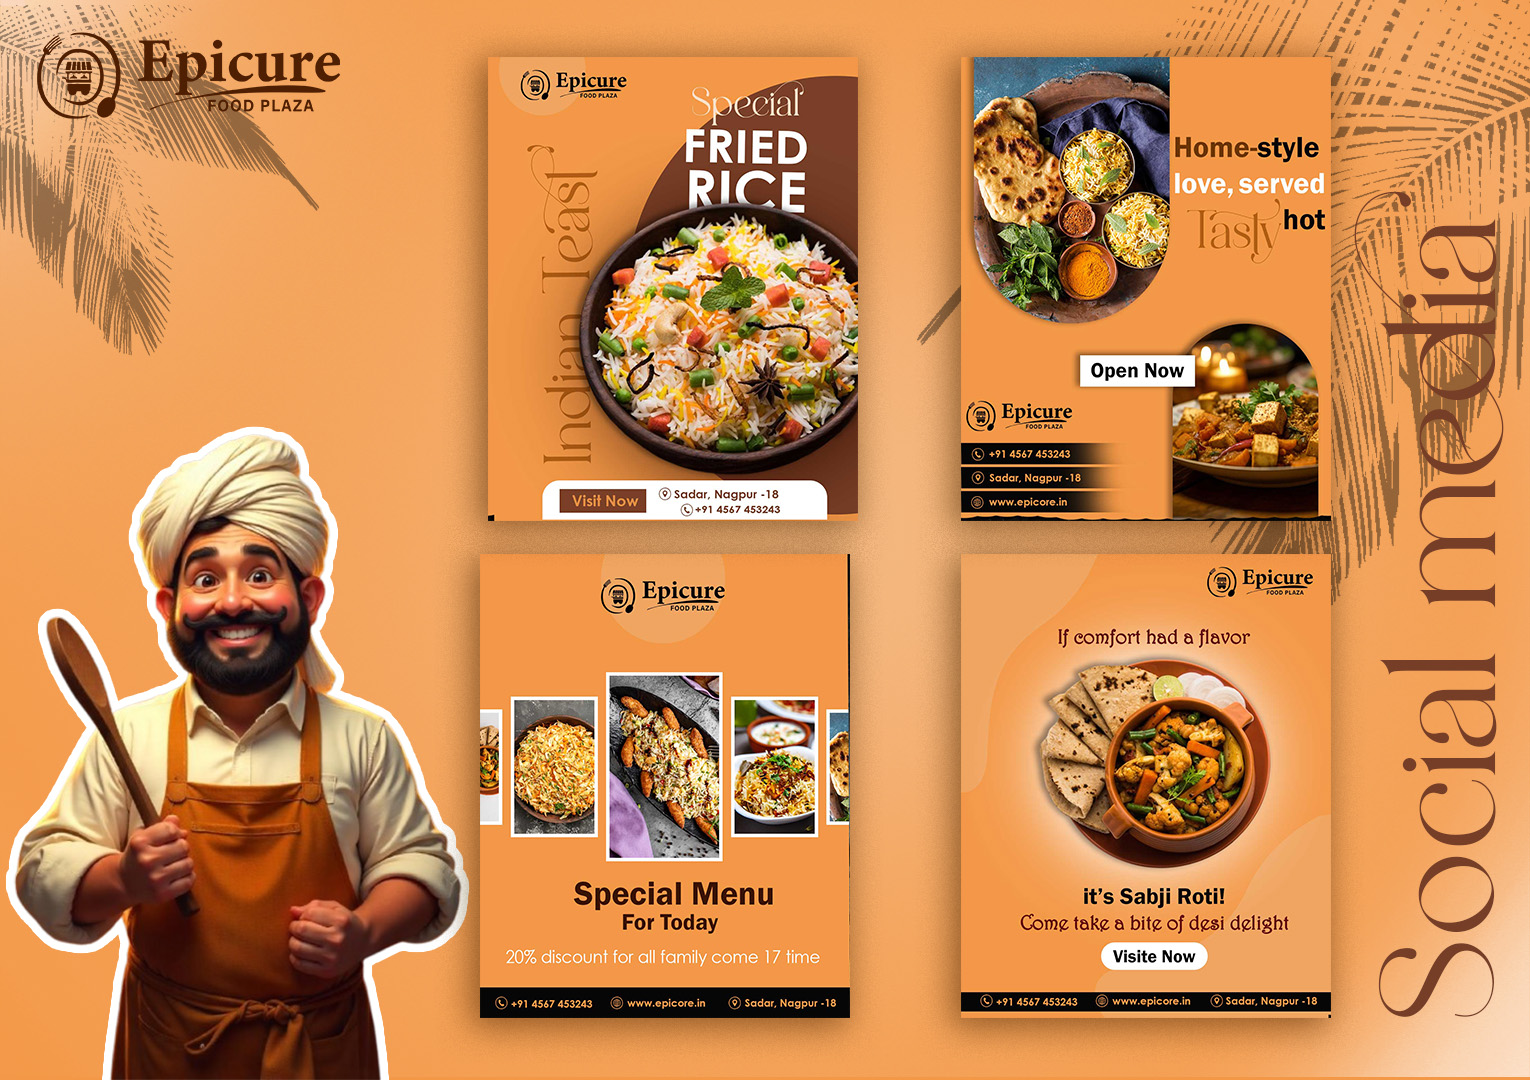 Epicure
FOOD PLAZA
Epicure
FOOD PLAZA
Special
FRIED
RICE
Indian Teast
Visit Now
Sadar, Nagpur -18
+91 4567 453243
Home-style
love, served
Tasty hot
Open Now
Epicure
FOOD PLAZA
+91 4567 453243
Sadar, Nagpur -18
www.epicore.in
Epicure
FOOD PLAZA
Special Menu
For Today
20% discount for all family come 17 time
+91 4567 453243 www.epicore.in Sadar, Nagpur -18
Epicure
FOOD PLAZA
If comfort had a flavor
it's Sabji Roti!
Come take a bite of desi delight
Visite Now
+91 4567 453243 www.epicore.in Sadar, Nagpur -18
Social media